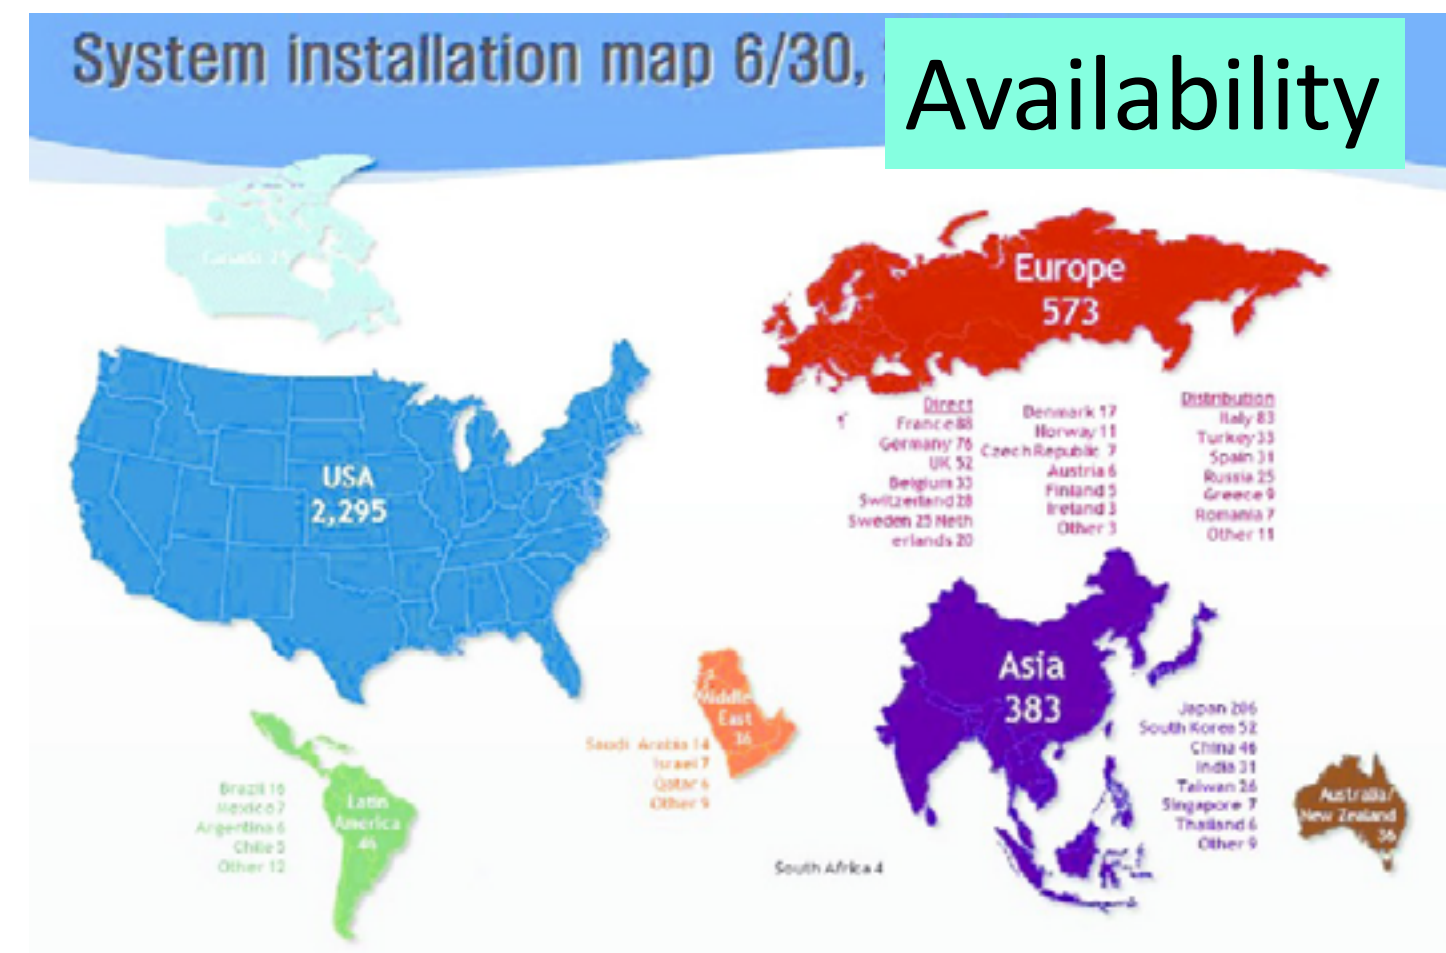 System installation map 6/30,
Availability
Canada 25
Europe
573
USA
2,295
Direct
France 88
Germany 76
UK 52
Belgium 33
Switzerland 28
Sweden 25 Neth
erlands 20
Denmark 17
Norway 11
Czech Republic 7
Austria 6
Finland 5
Ireland 3
Other 3
Distribution
Italy 83
Turkey 33
Spain 31
Russia 25
Greece 9
Romania 7
Other 11
Asia
383
Japan 206
South Korea 52
China 46
India 31
Taiwan 26
Singapore 7
Thailand 6
Other 9
Middle
East
36
Saudi Arabia 14
Israel 7
Qatar 6
Other 9
Latin
America
46
Brazil 16
Mexico 7
Argentina 6
Chile 5
Other 12
South Africa 4
Australia/
New Zealand
36